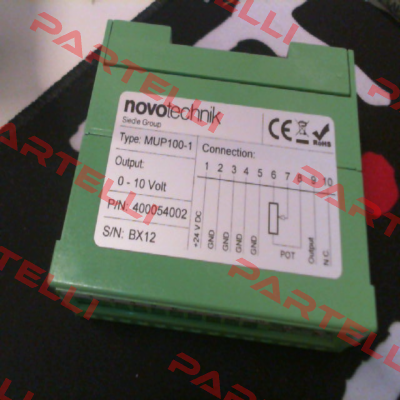 novotechnik
Siedle Group
Type: MUP100-1
Output:
0 - 10 Volt
P/N: 400054002
S/N: BX12
CE
RoHS
Connection:
1 2 3 4 5 6 7 8 9 10
+24 V DC
GND
GND
GND
GND
POT
Output
N.C.
PARTELLI
PARTELLI
PARTELLI
PARTELLI
PARTELLI